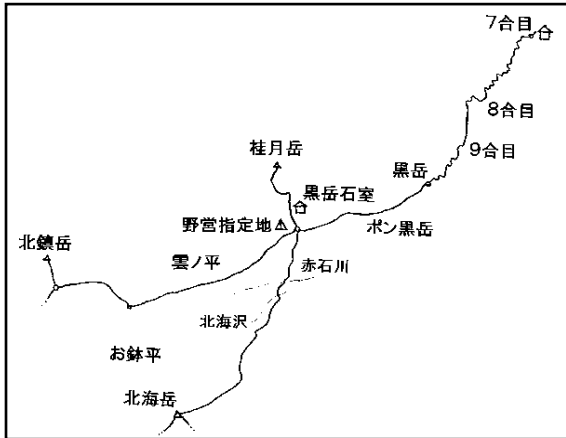 7合目
8合目
9合目
桂月岳
黒岳
黒岳石室
ポン黒岳
野営指定地
北鎮岳
雲ノ平
赤石川
北海沢
お鉢平
北海岳